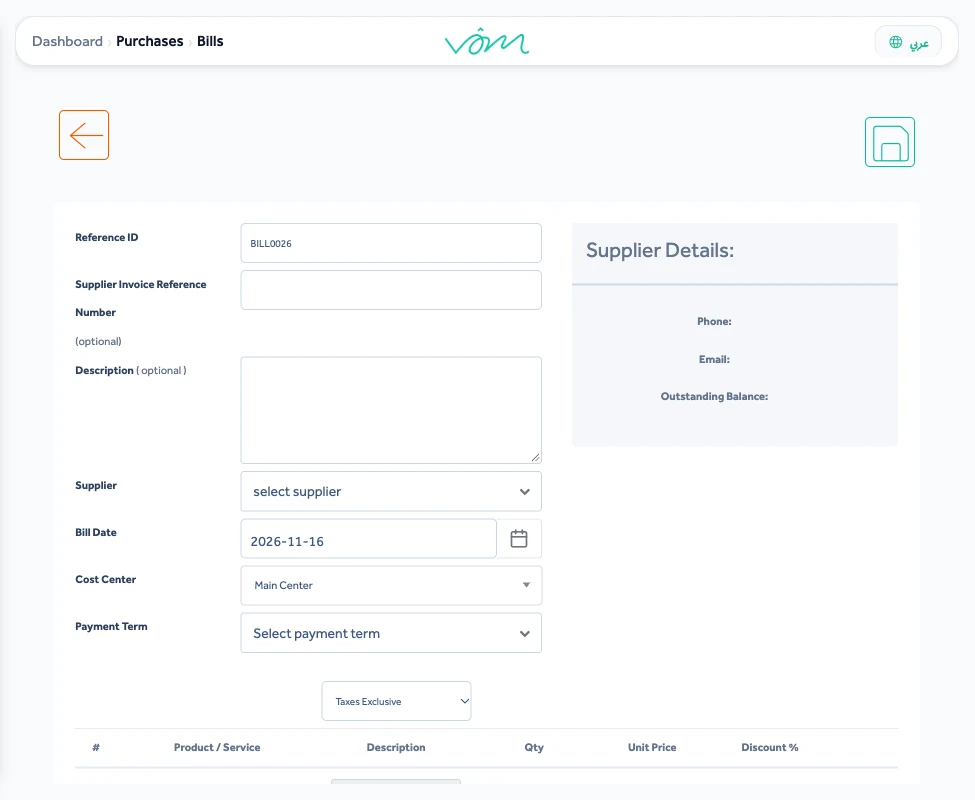 Dashboard › Purchases › Bills
vôm
عربي
Reference ID
BILL0026
Supplier Invoice Reference
Number
(optional)
Description ( optional )
Supplier
select supplier
Bill Date
2026-11-16
Cost Center
Main Center
Payment Term
Select payment term
Supplier Details:
Phone:
Email:
Outstanding Balance:
Taxes Exclusive
# Product / Service Description Qty Unit Price Discount %